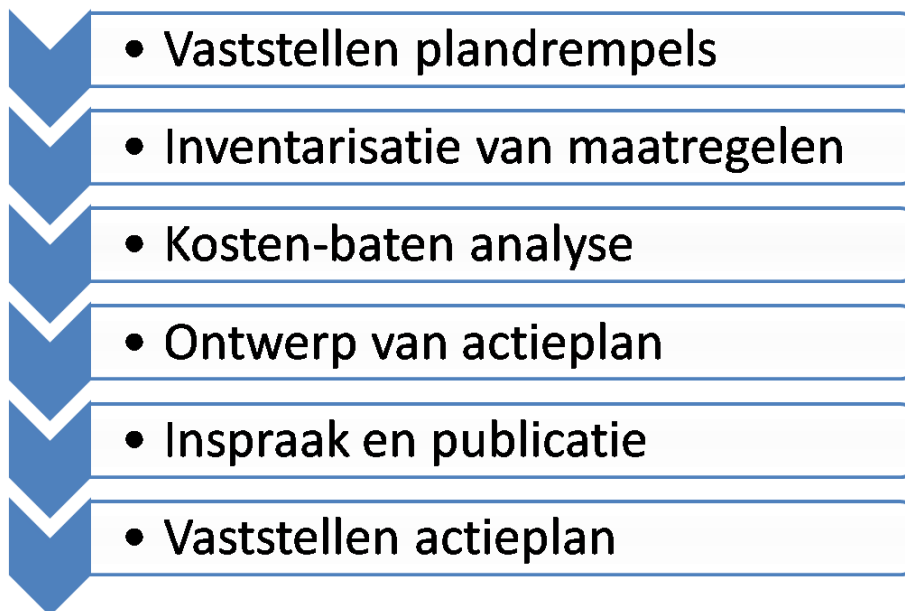 • Vaststellen plandrempels
• Inventarisatie van maatregelen
• Kosten-baten analyse
• Ontwerp van actieplan
• Inspraak en publicatie
• Vaststellen actieplan